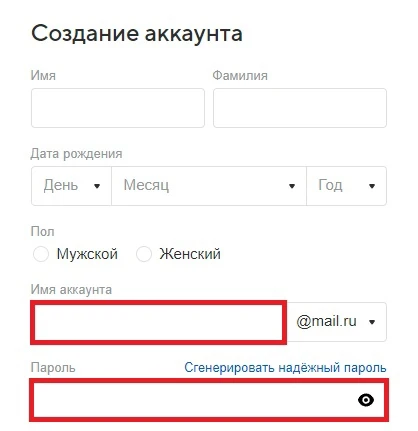 Создание аккаунта
Имя Фамилия
Дата рождения
День Месяц Год
Пол
Мужской Женский
Имя аккаунта
@mail.ru
Пароль Сгенерировать надёжный пароль